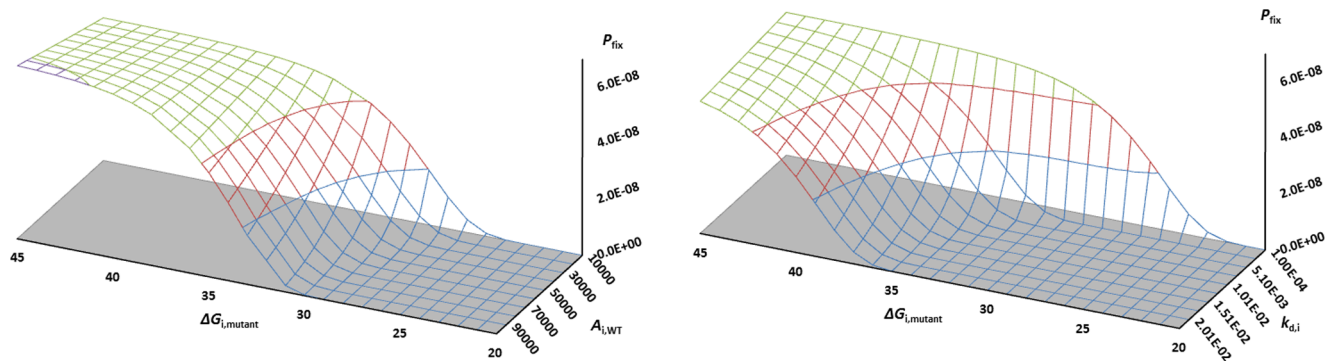 Pfix
6.0E-08
4.0E-08
2.0E-08
0.0E+00
10000
30000
50000
70000
90000
Ai,WT
45
40
35
30
25
20
ΔGi,mutant
Pfix
6.0E-08
4.0E-08
2.0E-08
0.0E+00
1.00E-04
5.10E-03
1.01E-02
1.51E-02
2.01E-02
kd,i
45
40
35
30
25
20
ΔGi,mutant